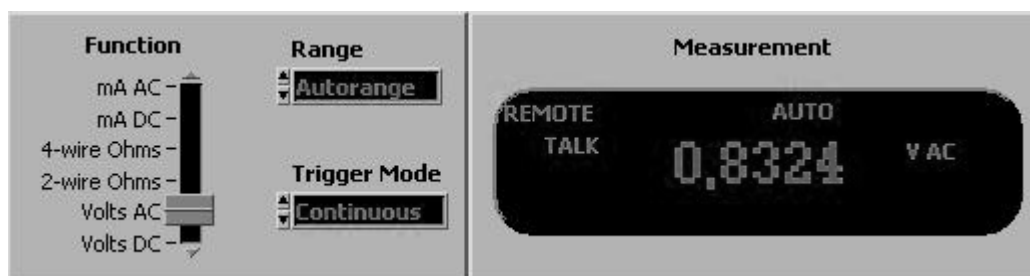 Function
mA AC
mA DC
4-wire Ohms
2-wire Ohms
Volts AC
Volts DC
Range
Autorange
Trigger Mode
Continuous
Measurement
REMOTE AUTO
TALK 0.8324 V AC